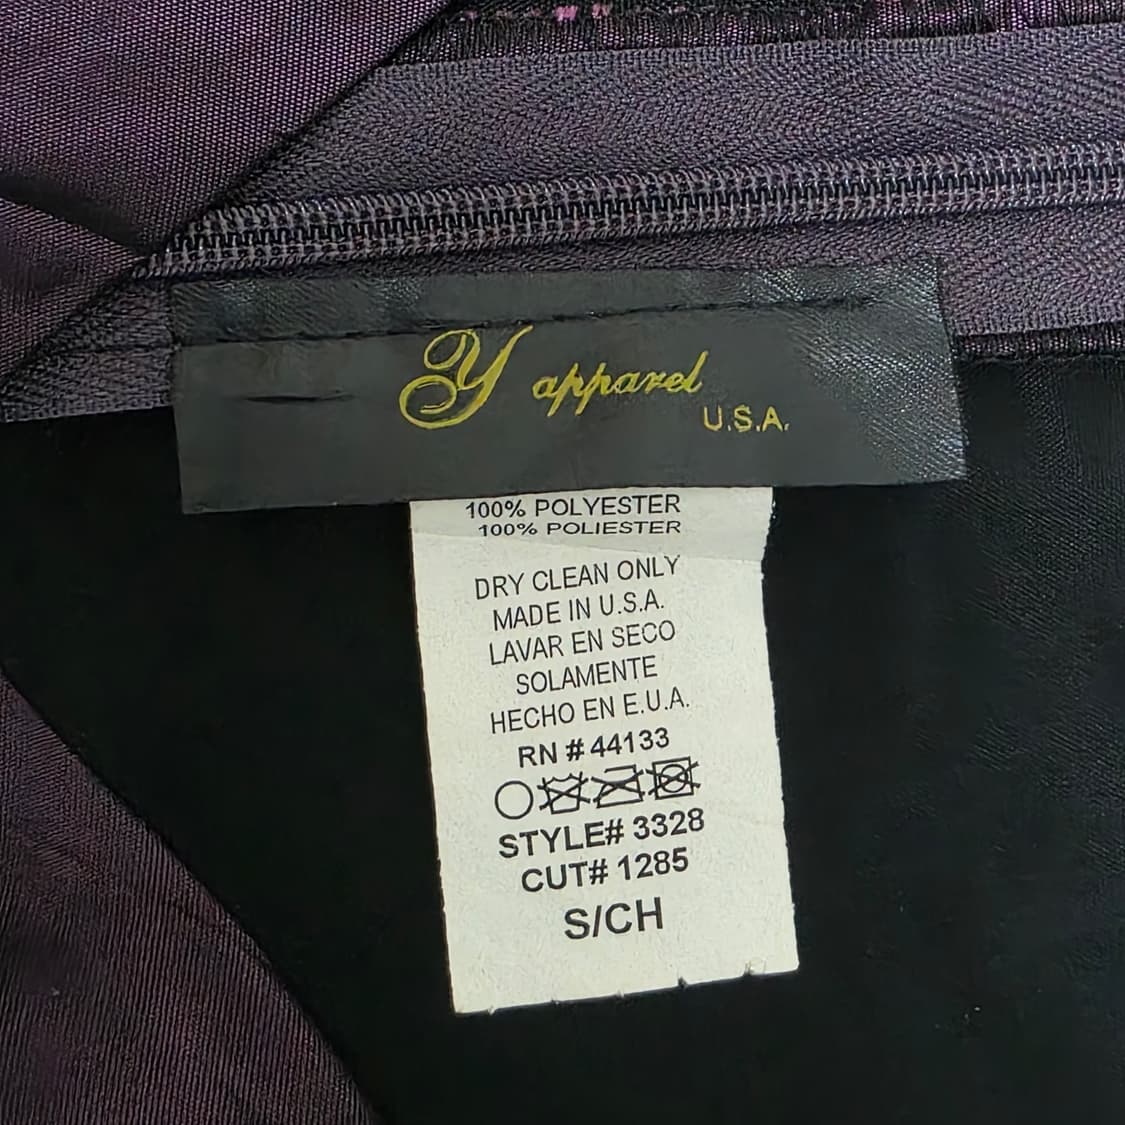 Y apparel
U.S.A.
100% POLYESTER
100% POLIESTER
DRY CLEAN ONLY
MADE IN U.S.A.
LAVAR EN SECO
SOLAMENTE
HECHO EN E.U.A.
RN # 44133
STYLE# 3328
CUT# 1285
S/CH